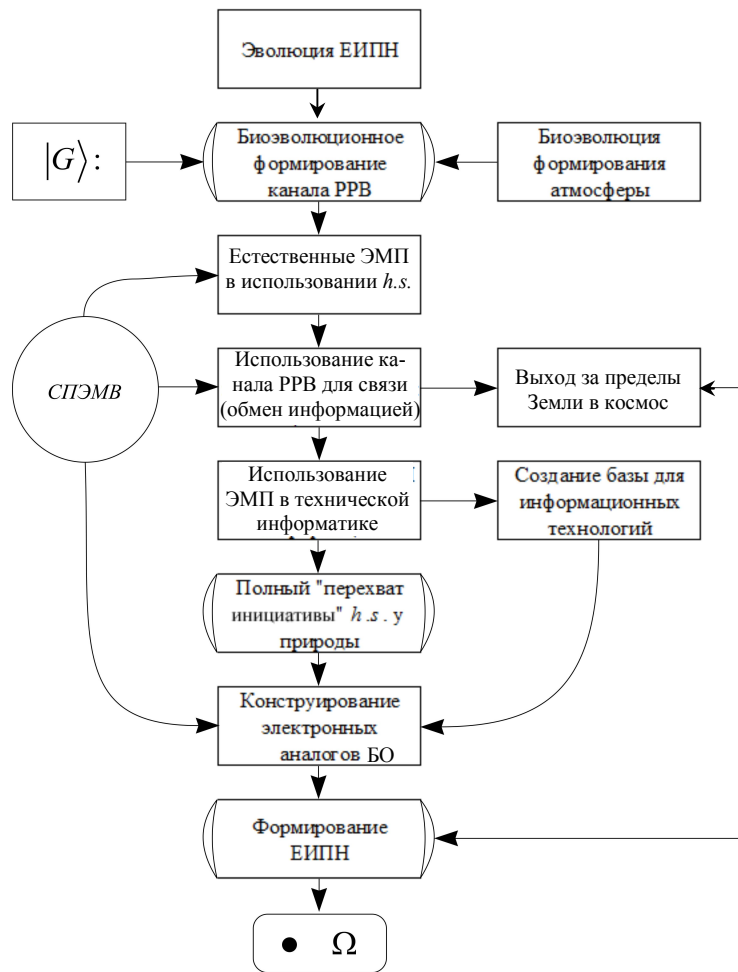 Эволюция ЕИПН
|G⟩:
Биоэволюционное
формирование
канала РРВ
Биоэволюция
формирования
атмосферы
Естественные ЭМП
в использовании h.s.
СПЭМВ
Использование ка-
нала РРВ для связи
(обмен информацией)
Выход за пределы
Земли в космос
Использование
ЭМП в технической
информатике
Создание базы для
информационных
технологий
Полный "перехват
инициативы" h.s. у
природы
Конструирование
электронных
аналогов БО
Формирование
ЕИПН
● Ω